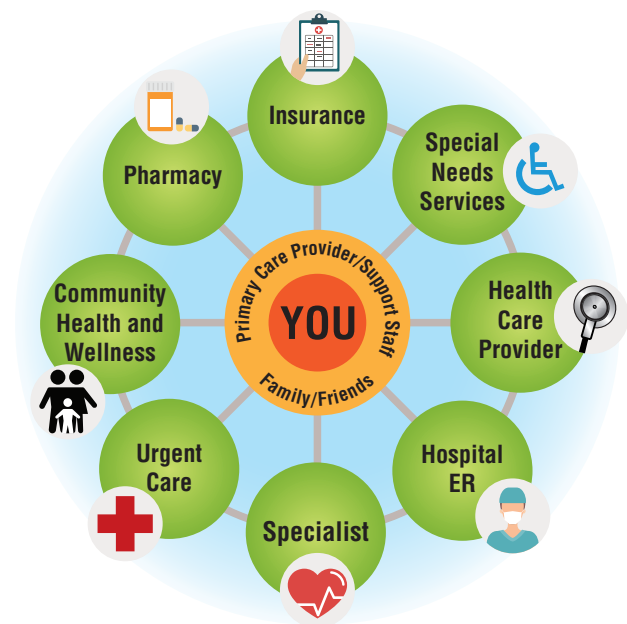 Insurance
Special
Needs
Services
Health
Care
Provider
Hospital
ER
Specialist
Urgent
Care
Community
Health and
Wellness
Pharmacy
Primary Care Provider/Support Staff
YOU
Family/Friends